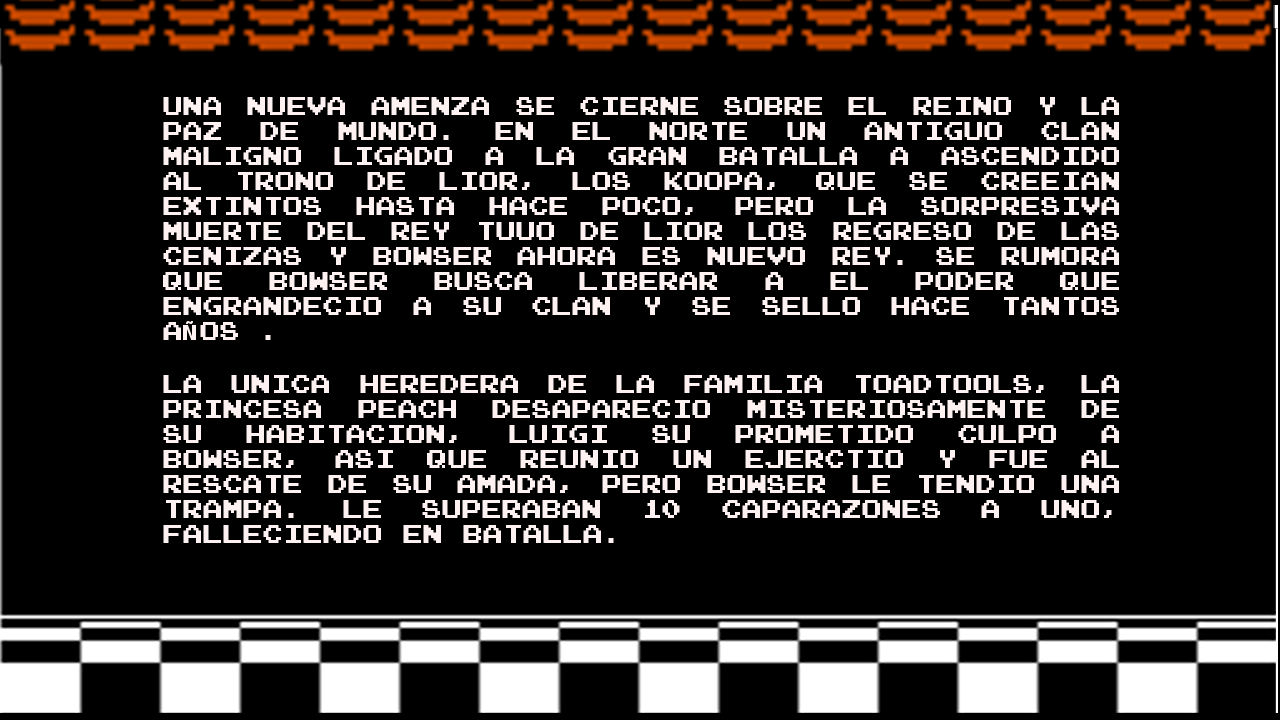 UNA NUEVA AMENZA SE CIERNE SOBRE EL REINO Y LA
PAZ DE MUNDO. EN EL NORTE UN ANTIGUO CLAN
MALIGNO LIGADO A LA GRAN BATALLA A ASCENDIDO
AL TRONO DE LIOR, LOS KOOPA, QUE SE CREEIAN
EXTINTOS HASTA HACE POCO, PERO LA SORPRESIVA
MUERTE DEL REY TUUO DE LIOR LOS REGRESO DE LAS
CENIZAS Y BOWSER AHORA ES NUEVO REY. SE RUMORA
QUE BOWSER BUSCA LIBERAR A EL PODER QUE
ENGRANDECIO A SU CLAN Y SE SELLO HACE TANTOS
AÑOS .
LA UNICA HEREDERA DE LA FAMILIA TOADTOOLS, LA
PRINCESA PEACH DESAPARECIO MISTERIOSAMENTE DE
SU HABITACION, LUIGI SU PROMETIDO CULPO A
BOWSER, ASI QUE REUNIO UN EJERCTIO Y FUE AL
RESCATE DE SU AMADA, PERO BOWSER LE TENDIO UNA
TRAMPA. LE SUPERABAN 10 CAPARAZONES A UNO,
FALLECIENDO EN BATALLA.